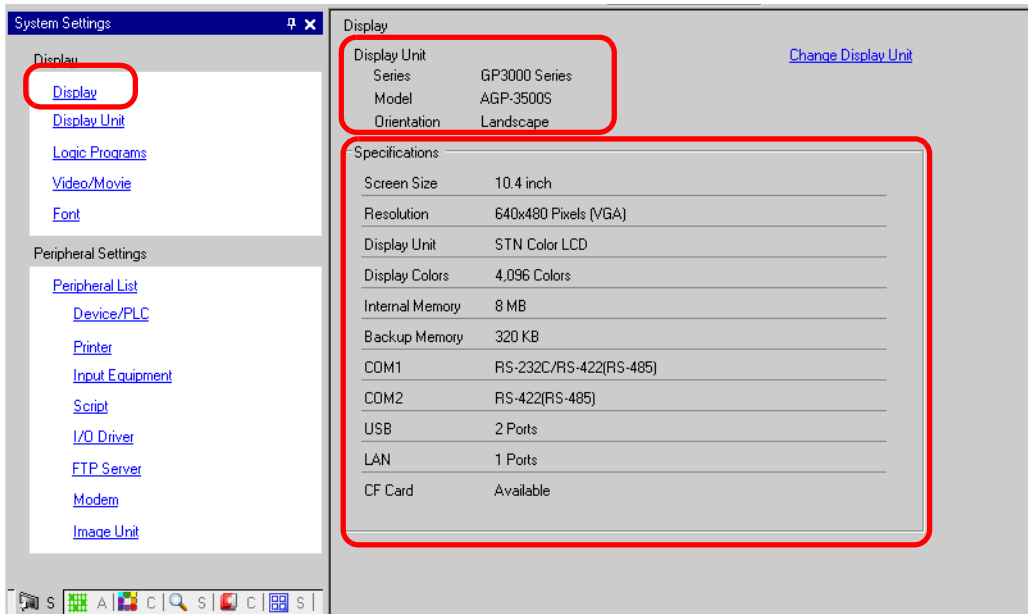 System Settings
Display
Display
Display Unit
Logic Programs
Video/Movie
Font
Peripheral Settings
Peripheral List
Device/PLC
Printer
Input Equipment
Script
I/O Driver
FTP Server
Modem
Image Unit
S A C S C S
Display
Display Unit
Change Display Unit
Series GP3000 Series
Model AGP-3500S
Orientation Landscape
Specifications
Screen Size 10.4 inch
Resolution 640x480 Pixels (VGA)
Display Unit STN Color LCD
Display Colors 4,096 Colors
Internal Memory 8 MB
Backup Memory 320 KB
COM1 RS-232C/RS-422(RS-485)
COM2 RS-422(RS-485)
USB 2 Ports
LAN 1 Ports
CF Card Available